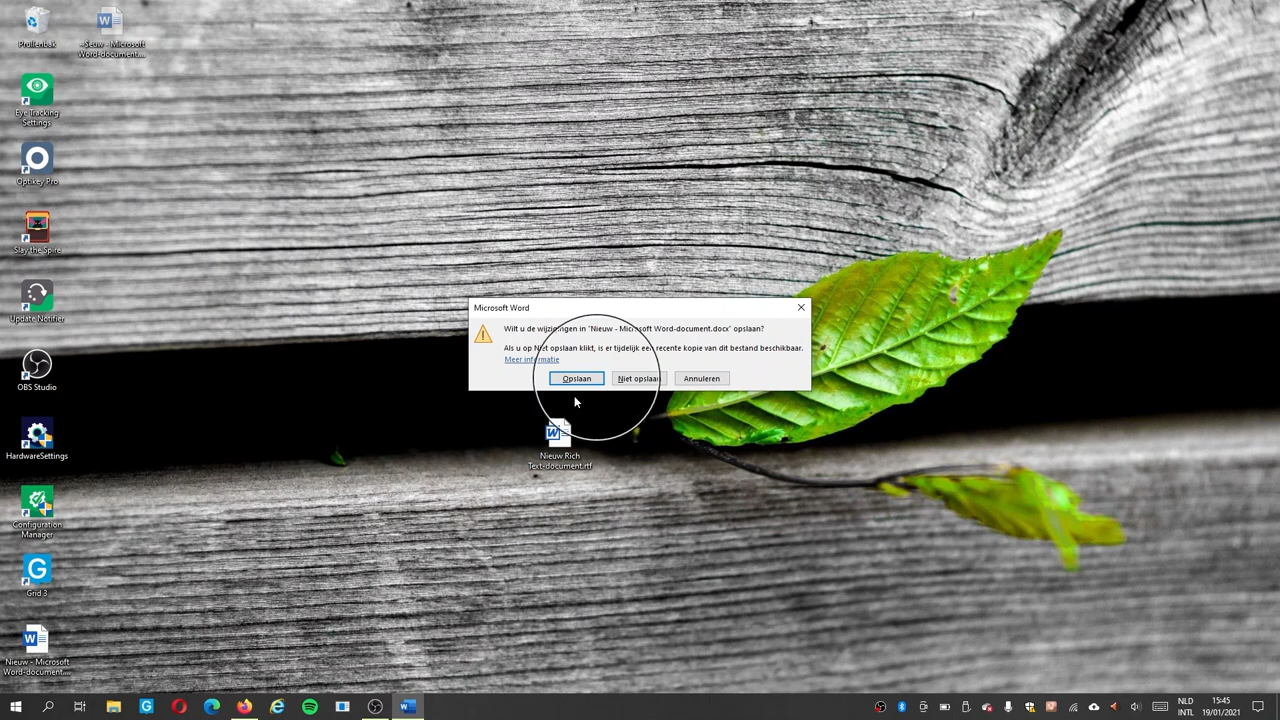 Prullenbak
~$euw - Microsoft
Word-document....
Eye Tracking
Settings
Optikey Pro
Slay the Spire
Update Notifier
OBS Studio
HardwareSettings
Configuration
Manager
Grid 3
Nieuw - Microsoft
Word-document....
Microsoft Word
Wilt u de wijzigingen in "Nieuw - Microsoft Word-document.docx" opslaan?
Als u op Niet opslaan klikt, is er tijdelijk een recente kopie van dit bestand beschikbaar.
Meer informatie
Opslaan
Niet opslaan
Annuleren
Nieuw Rich
Text-document.rtf
NLD
INTL
15:45
19/01/2021